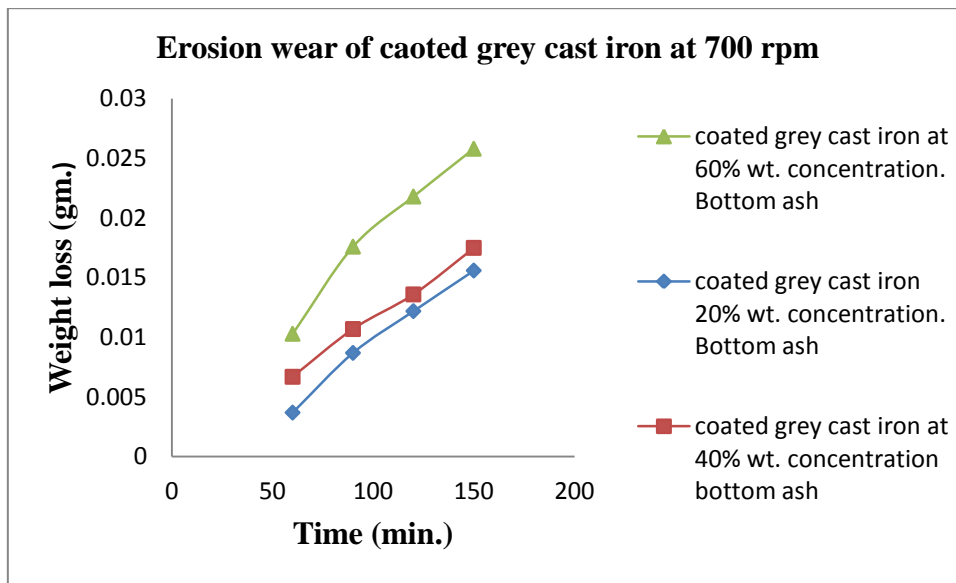 Erosion wear of caoted grey cast iron at 700 rpm
Weight loss (gm.)
0.03
0.025
0.02
0.015
0.01
0.005
0
0 50 100 150 200
Time (min.)
coated grey cast iron at
60% wt. concentration.
Bottom ash
coated grey cast iron
20% wt. concentration.
Bottom ash
coated grey cast iron at
40% wt. concentration
bottom ash